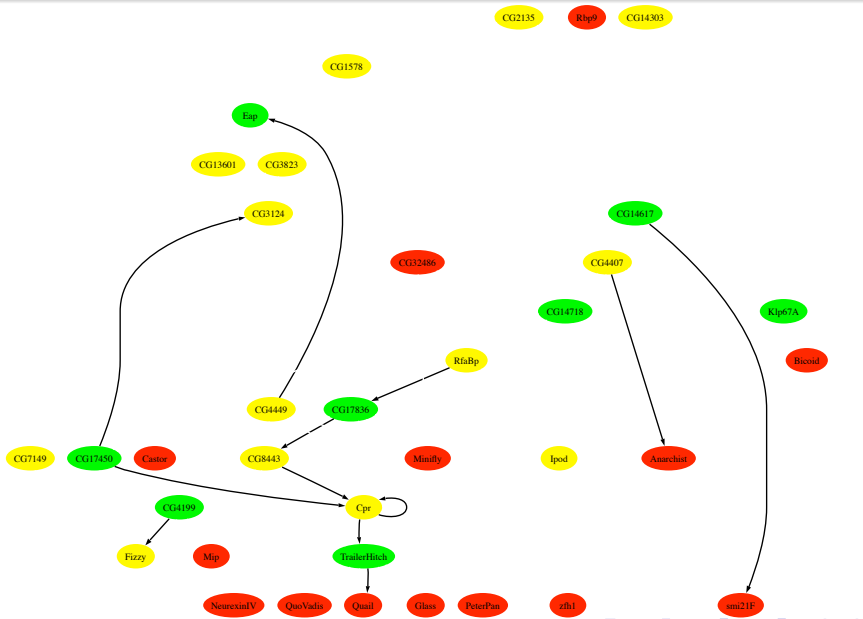 CG2135 Rbp9 CG14303
CG1578
Eap
CG13601 CG3823
CG3124 CG14617
CG32486 CG4407
CG14718 Klp67A
RfaBp Bicoid
CG4449 CG17836
CG7149 CG17450 Castor CG8443 Minifly Ipod Anarchist
CG4199 Cpr
Fizzy Mip TrailerHitch
NeurexinIV QuoVadis Quail Glass PeterPan zfh1 smi21F